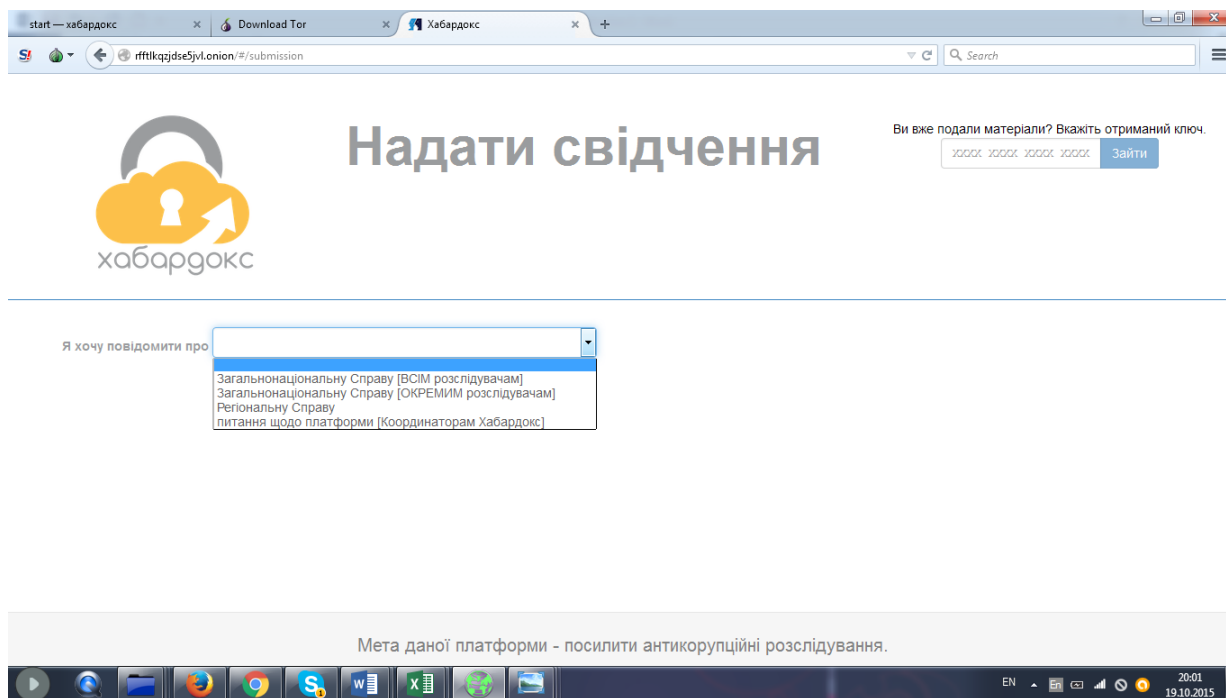 start — хабардокс
Download Tor
Хабардокс
rfftlkqzjdse5jvl.onion/#/submission
Search
Надати свідчення
Ви вже подали матеріали? Вкажіть отриманий ключ.
xxxx xxxx xxxx xxxx
Зайти
хабардокс
Я хочу повідомити про
Загальнонаціональну Справу [ВСІМ розслідувачам]
Загальнонаціональну Справу [ОКРЕМИМ розслідувачам]
Регіональну Справу
питання щодо платформи [Координаторам Хабардокс]
Мета даної платформи - посилити антикорупційні розслідування.
EN
En
20:01
19.10.2015